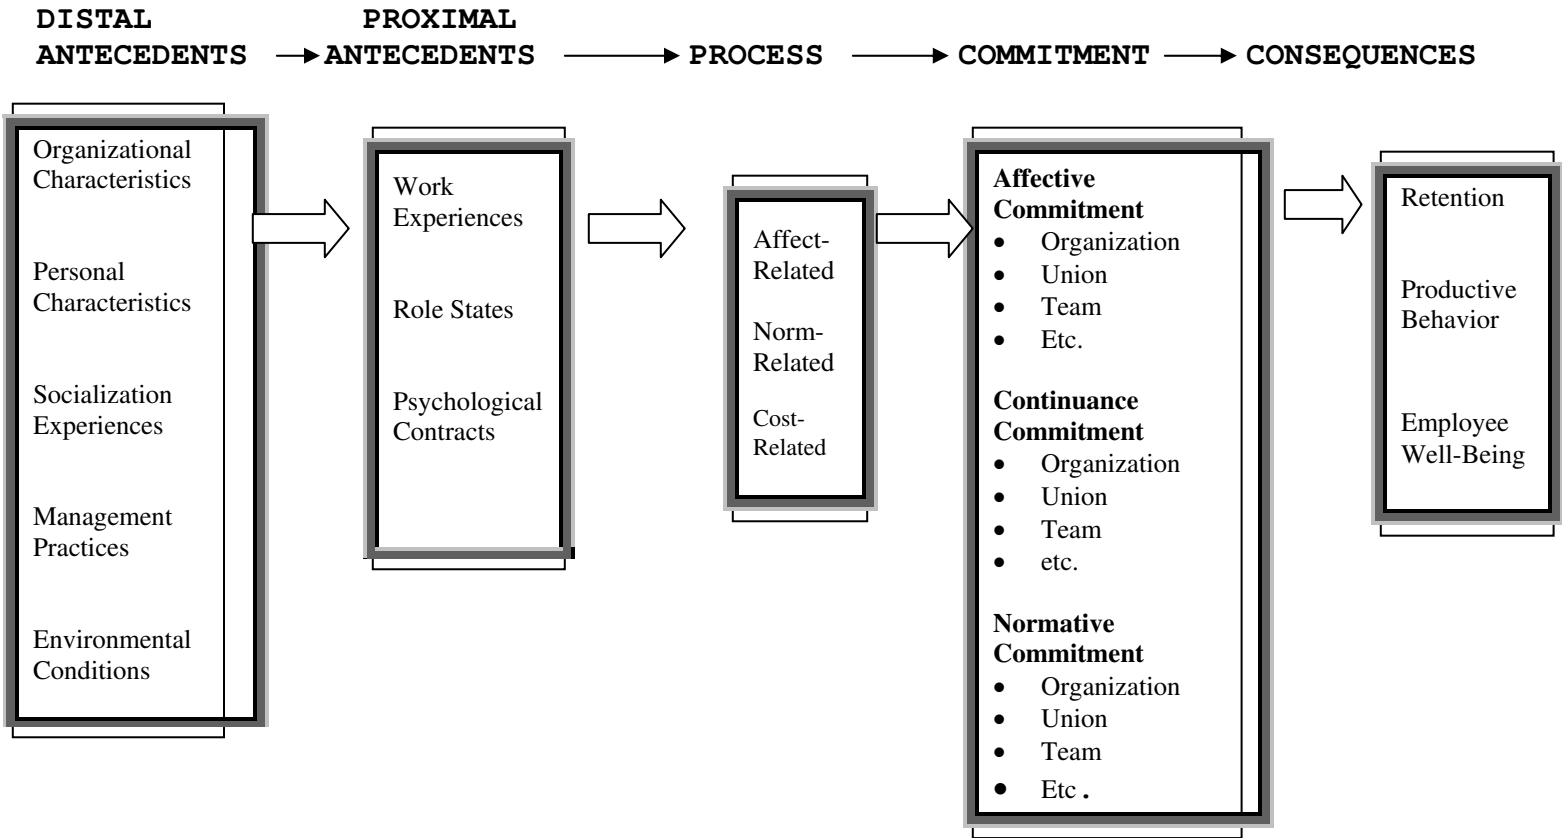 DISTAL PROXIMAL
ANTECEDENTS ANTECEDENTS PROCESS COMMITMENT CONSEQUENCES
Organizational
Characteristics
Personal
Characteristics
Socialization
Experiences
Management
Practices
Environmental
Conditions
Work
Experiences
Role States
Psychological
Contracts
Affect-
Related
Norm-
Related
Cost-
Related
Affective
Commitment
• Organization
• Union
• Team
• Etc.
Continuance
Commitment
• Organization
• Union
• Team
• etc.
Normative
Commitment
• Organization
• Union
• Team
• Etc.
Retention
Productive
Behavior
Employee
Well-Being